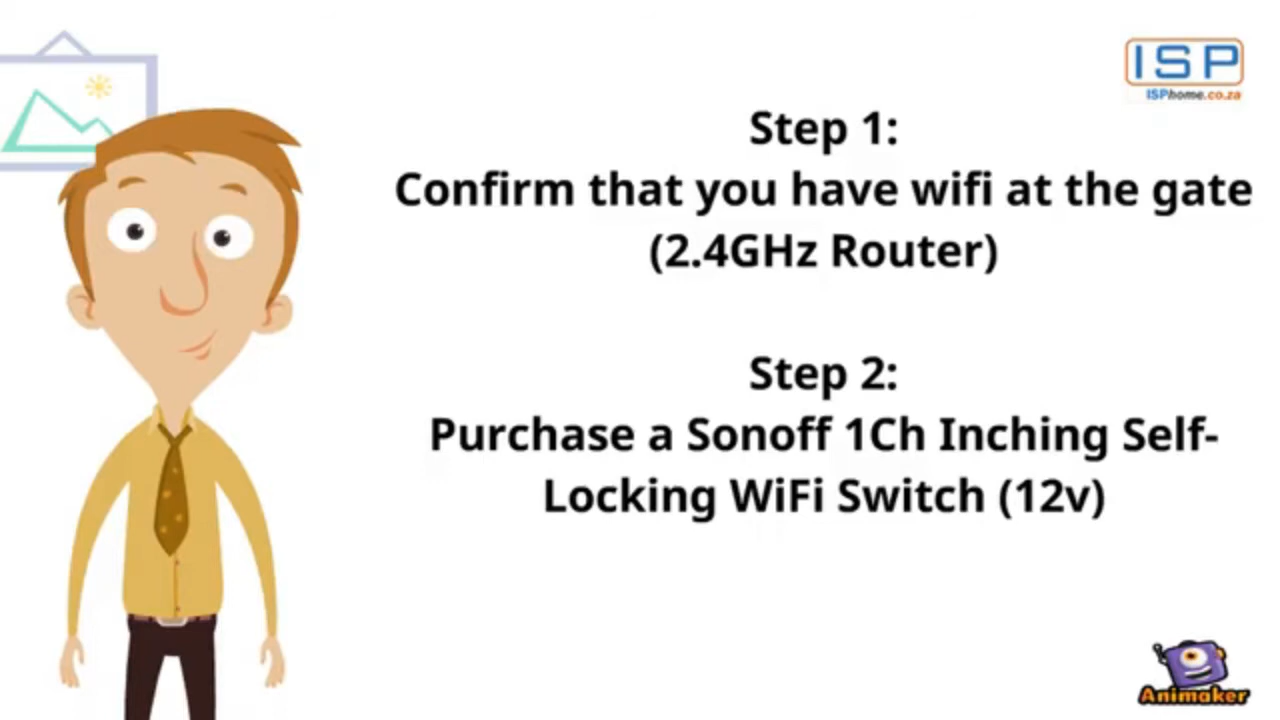 ISP
ISPhome.co.za
Step 1:
Confirm that you have wifi at the gate
(2.4GHz Router)
Step 2:
Purchase a Sonoff 1Ch Inching Self-
Locking WiFi Switch (12v)
Animaker